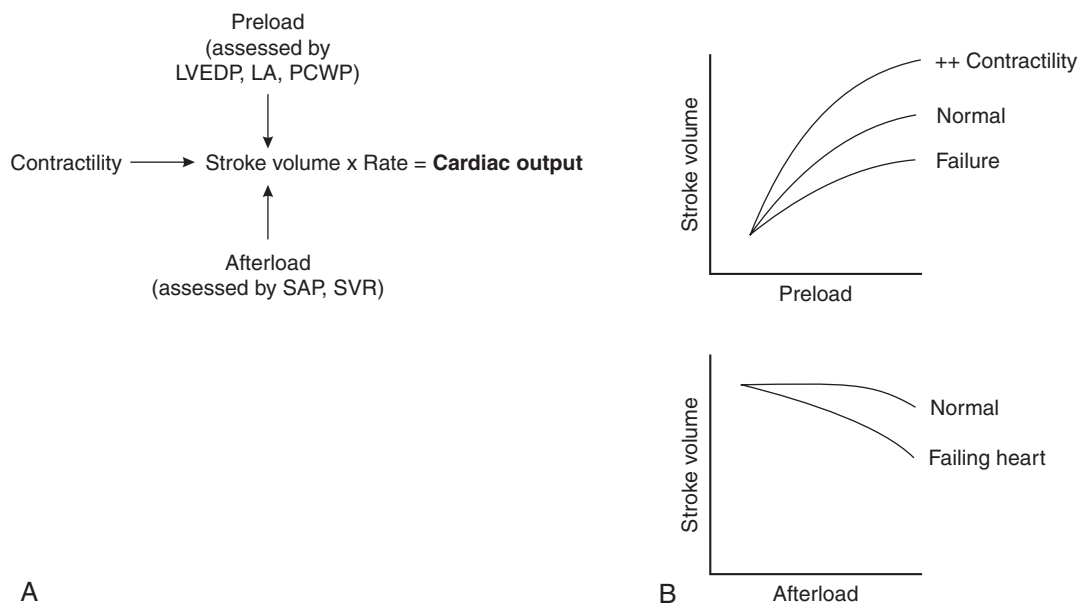 Preload
(assessed by
LVEDP, LA, PCWP)
Contractility
Stroke volume x Rate = Cardiac output
Afterload
(assessed by SAP, SVR)
A
Stroke volume
++ Contractility
Normal
Failure
Preload
Stroke volume
Normal
Failing heart
Afterload
B